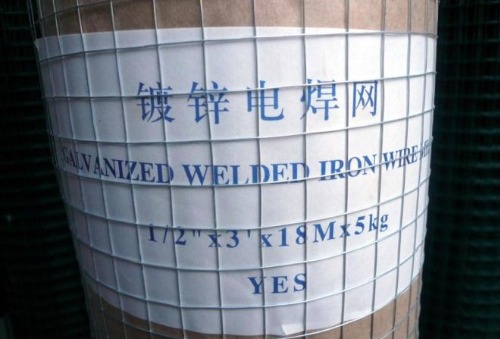 镀锌电焊网
GALVANIZED WELDED IRON WIRE
1/2"x3'x18Mx5kg
YES